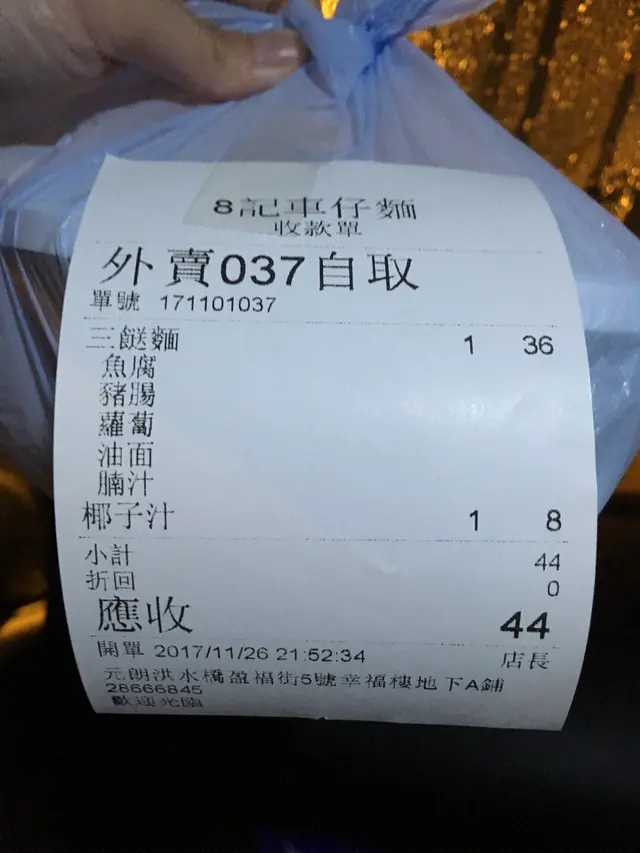 8記車仔麵
收款單
外賣037自取
單號 171101037
三餸麵 1 36
魚腐
豬腸
蘿蔔
油面
腩汁
椰子汁 1 8
小計 44
折回 0
應收 44
開單 2017/11/26 21:52:34 店長
元朗洪水橋盈福街5號幸福樓地下A鋪
28666845
歡迎光臨